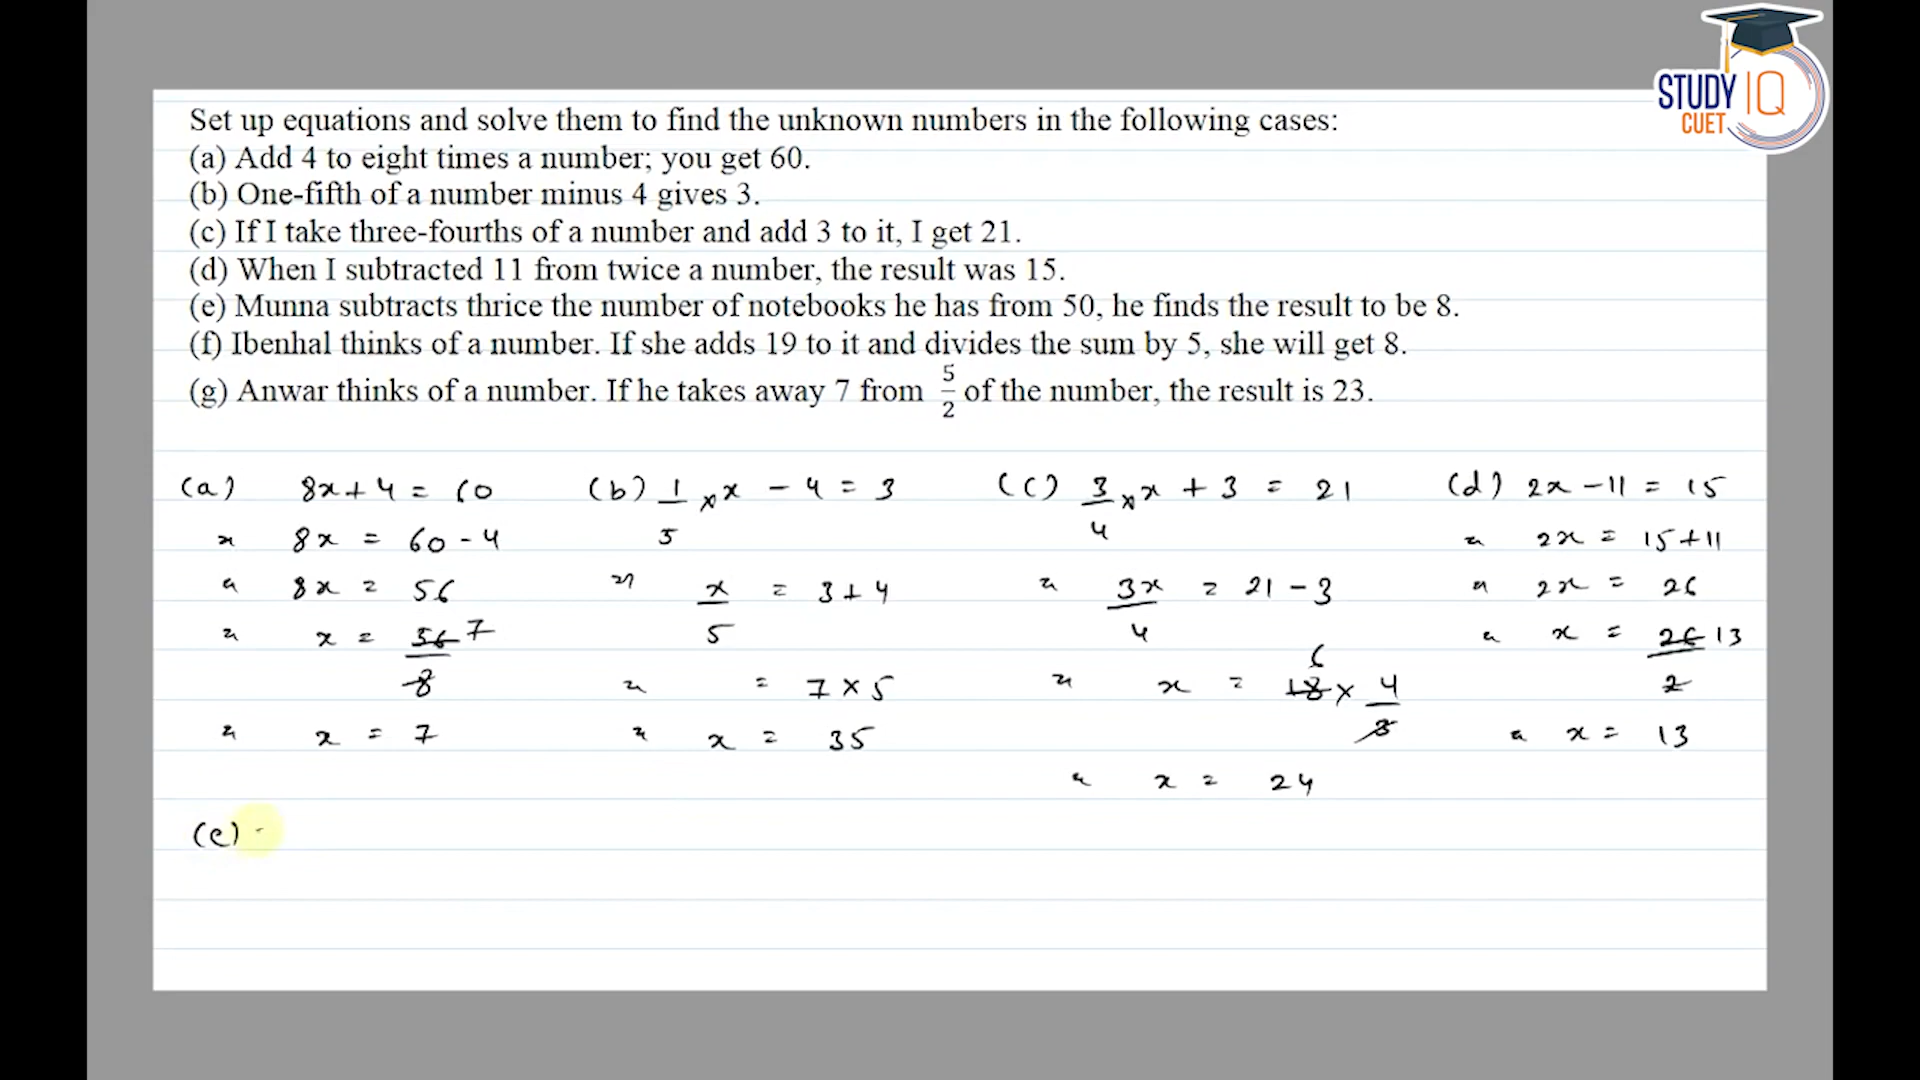 STUDY IQ
CUET
Set up equations and solve them to find the unknown numbers in the following cases:
(a) Add 4 to eight times a number; you get 60.
(b) One-fifth of a number minus 4 gives 3.
(c) If I take three-fourths of a number and add 3 to it, I get 21.
(d) When I subtracted 11 from twice a number, the result was 15.
(e) Munna subtracts thrice the number of notebooks he has from 50, he finds the result to be 8.
(f) Ibenhal thinks of a number. If she adds 19 to it and divides the sum by 5, she will get 8.
(g) Anwar thinks of a number. If he takes away 7 from 5/2 of the number, the result is 23.
(a) 8x + 4 = 60
8x = 60 - 4
8x = 56
x = 56/8 7
x = 7
(b) 1/5 × x - 4 = 3
x/5 = 3 + 4
= 7 × 5
x = 35
(c) 3/4 × x + 3 = 21
3x/4 = 21 - 3
x = 18 6 × 4/3
x = 24
(d) 2x - 11 = 15
2x = 15 + 11
2x = 26
x = 26/2 13
x = 13
(e)